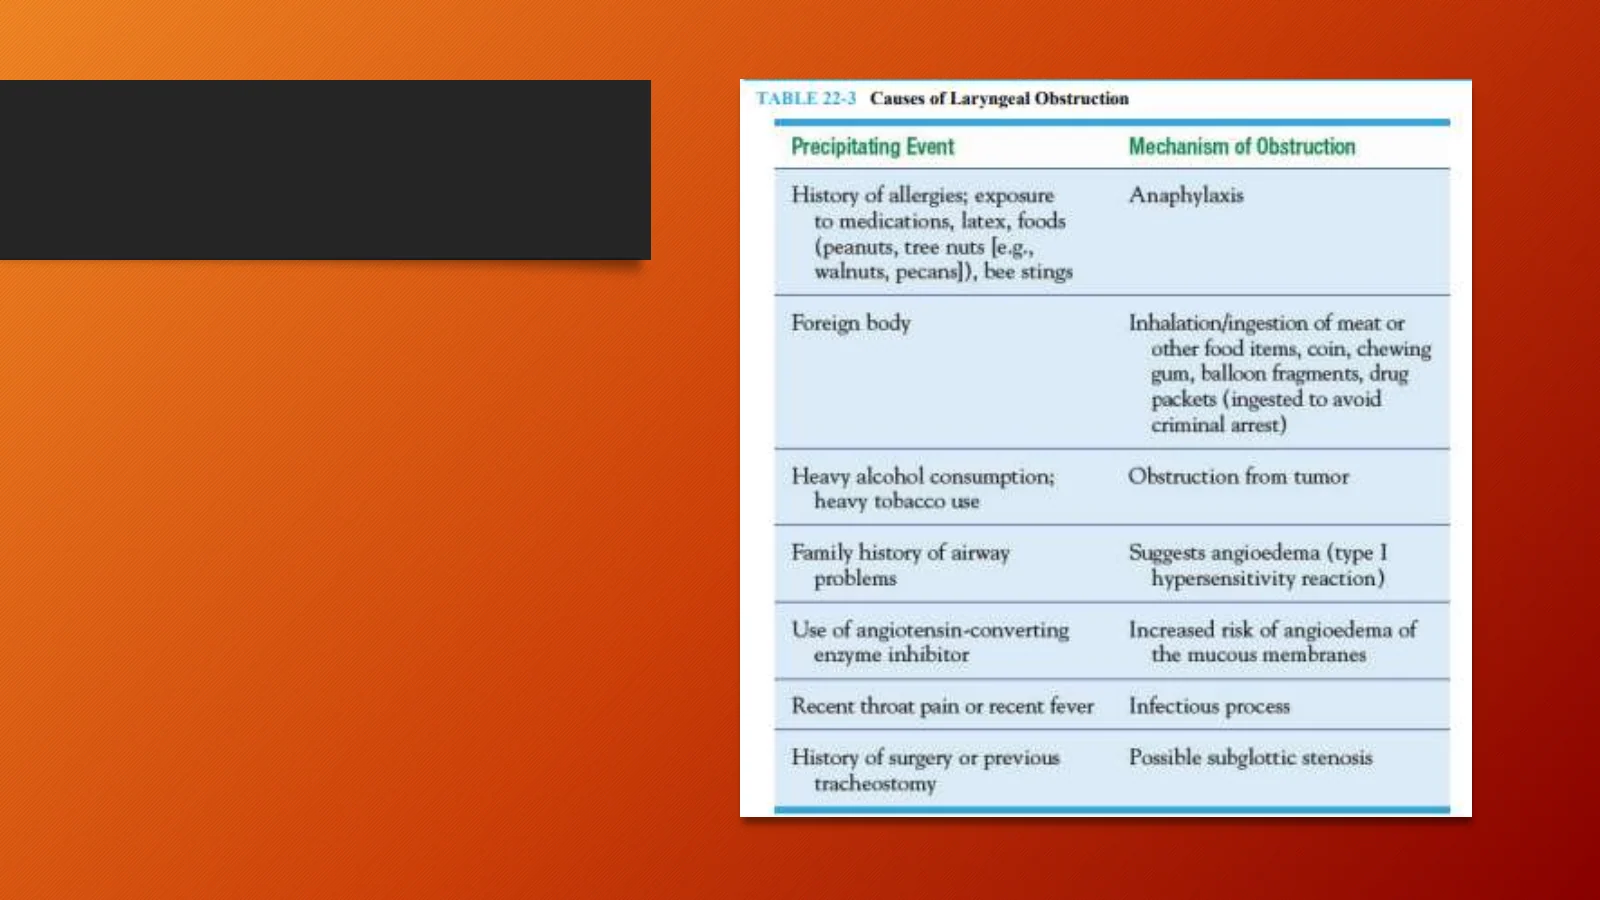 TABLE 22-3 Causes of Laryngeal Obstruction
Precipitating Event Mechanism of Obstruction
History of allergies; exposure Anaphylaxis
to medications, latex, foods
(peanuts, tree nuts [e.g.,
walnuts, pecans]), bee stings
Foreign body Inhalation/ingestion of meat or
other food items, coin, chewing
gum, balloon fragments, drug
packets (ingested to avoid
criminal arrest)
Heavy alcohol consumption; Obstruction from tumor
heavy tobacco use
Family history of airway Suggests angioedema (type I
problems hypersensitivity reaction)
Use of angiotensin-converting Increased risk of angioedema of
enzyme inhibitor the mucous membranes
Recent throat pain or recent fever Infectious process
History of surgery or previous Possible subglottic stenosis
tracheostomy